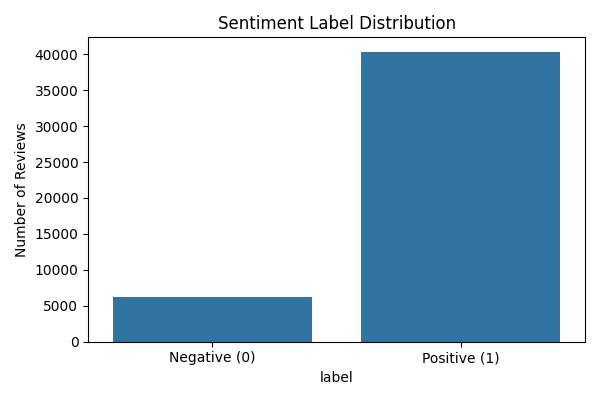 Sentiment Label Distribution
40000
35000
30000
25000
20000
15000
10000
5000
0
Number of Reviews
Negative (0)
Positive (1)
label